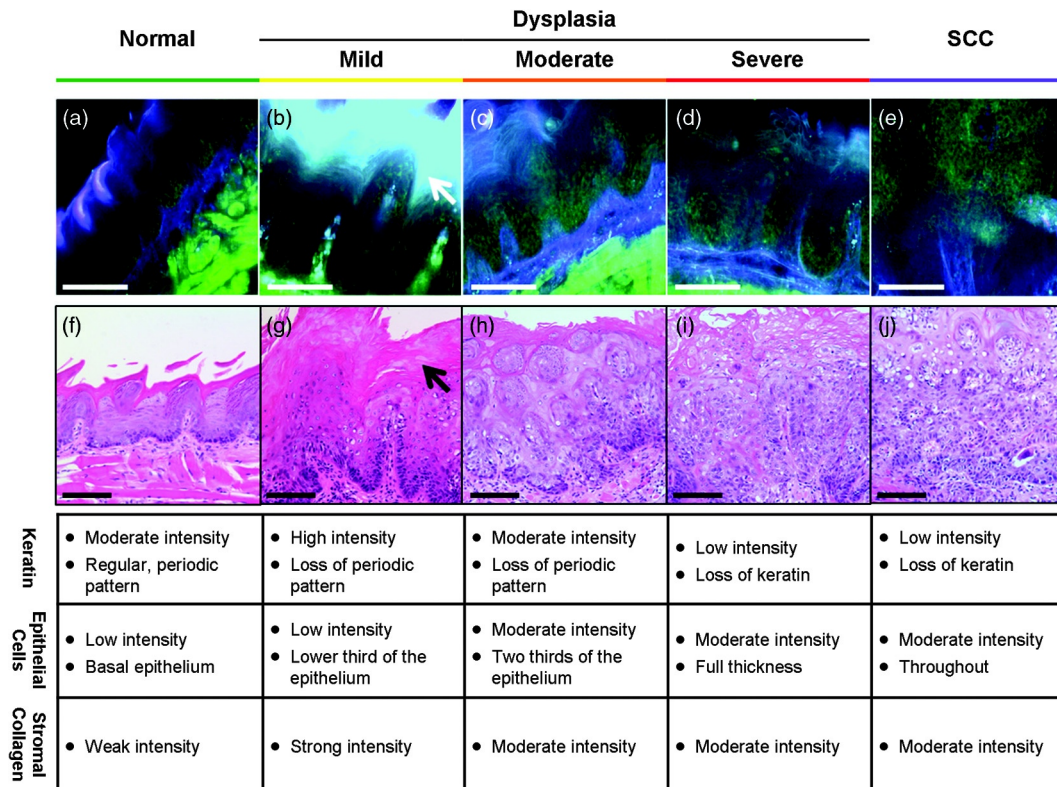 Dysplasia
Normal
SCC
Mild
Moderate
Severe
(a)
(b)
(c)
(d)
(e)
(f)
(g)
(h)
(i)
(j)
Keratin
• Moderate intensity
• Regular, periodic
pattern
• High intensity
• Loss of periodic
pattern
• Moderate intensity
• Loss of periodic
pattern
• Low intensity
• Loss of keratin
• Low intensity
• Loss of keratin
Epithelial
Cells
• Low intensity
• Basal epithelium
• Low intensity
• Lower third of the
epithelium
• Moderate intensity
• Two thirds of the
epithelium
• Moderate intensity
• Full thickness
• Moderate intensity
• Throughout
Stromal
Collagen
• Weak intensity
• Strong intensity
• Moderate intensity
• Moderate intensity
• Moderate intensity